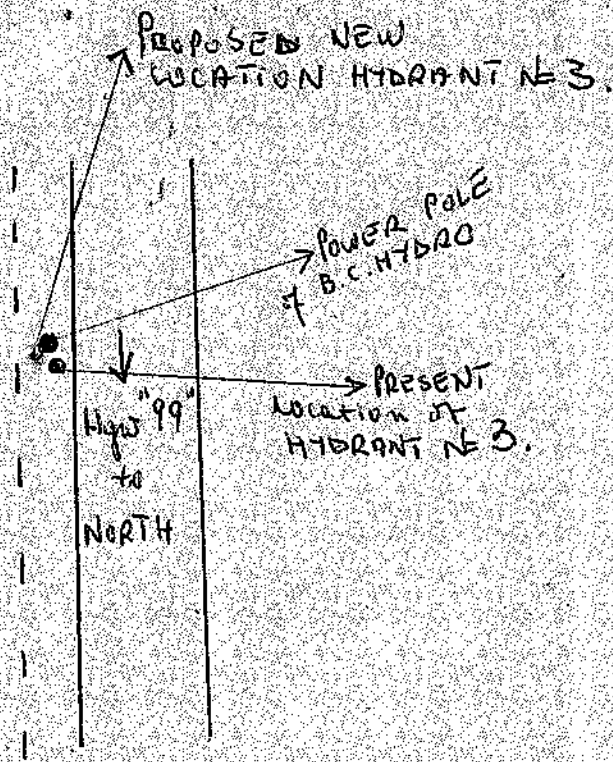 PROPOSED NEW
LOCATION HYDRANT № 3.
POWER POLE
of B.C. HYDRO
PRESENT
Location of
HYDRANT № 3.
Hgw "99"
to
NORTH